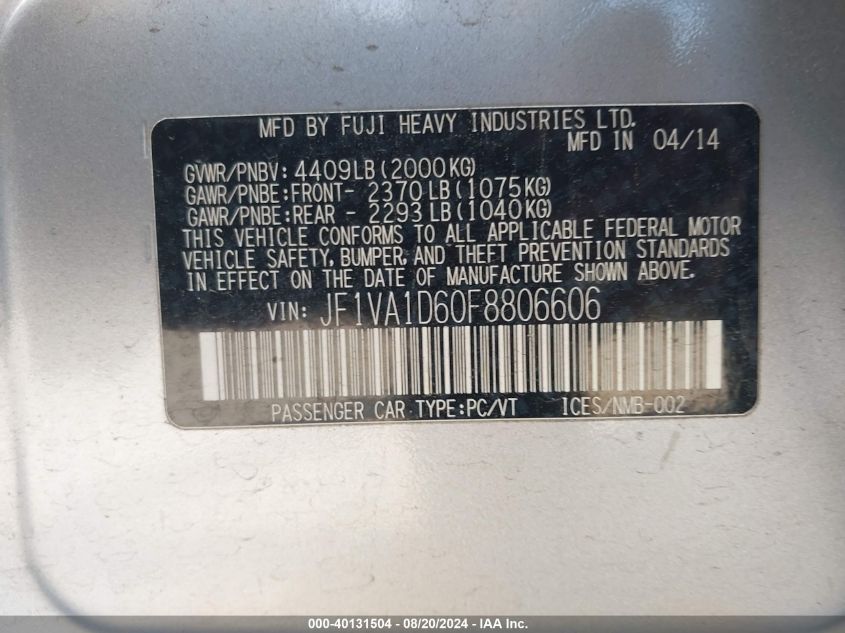 MFD BY FUJI HEAVY INDUSTRIES LTD.
MFD IN 04/14
GVWR/PNBV: 4409LB (2000KG)
GAWR/PNBE:FRONT- 2370 LB (1075KG)
GAWR/PNBE:REAR - 2293 LB (1040KG)
THIS VEHICLE CONFORMS TO ALL APPLICABLE FEDERAL MOTOR
VEHICLE SAFETY, BUMPER, AND THEFT PREVENTION STANDARDS
IN EFFECT ON THE DATE OF MANUFACTURE SHOWN ABOVE.
VIN: JF1VA1D60F8806606
PASSENGER CAR TYPE:PC/VT ICES/NMB-002
000-40131504 - 08/20/2024 - IAA Inc.